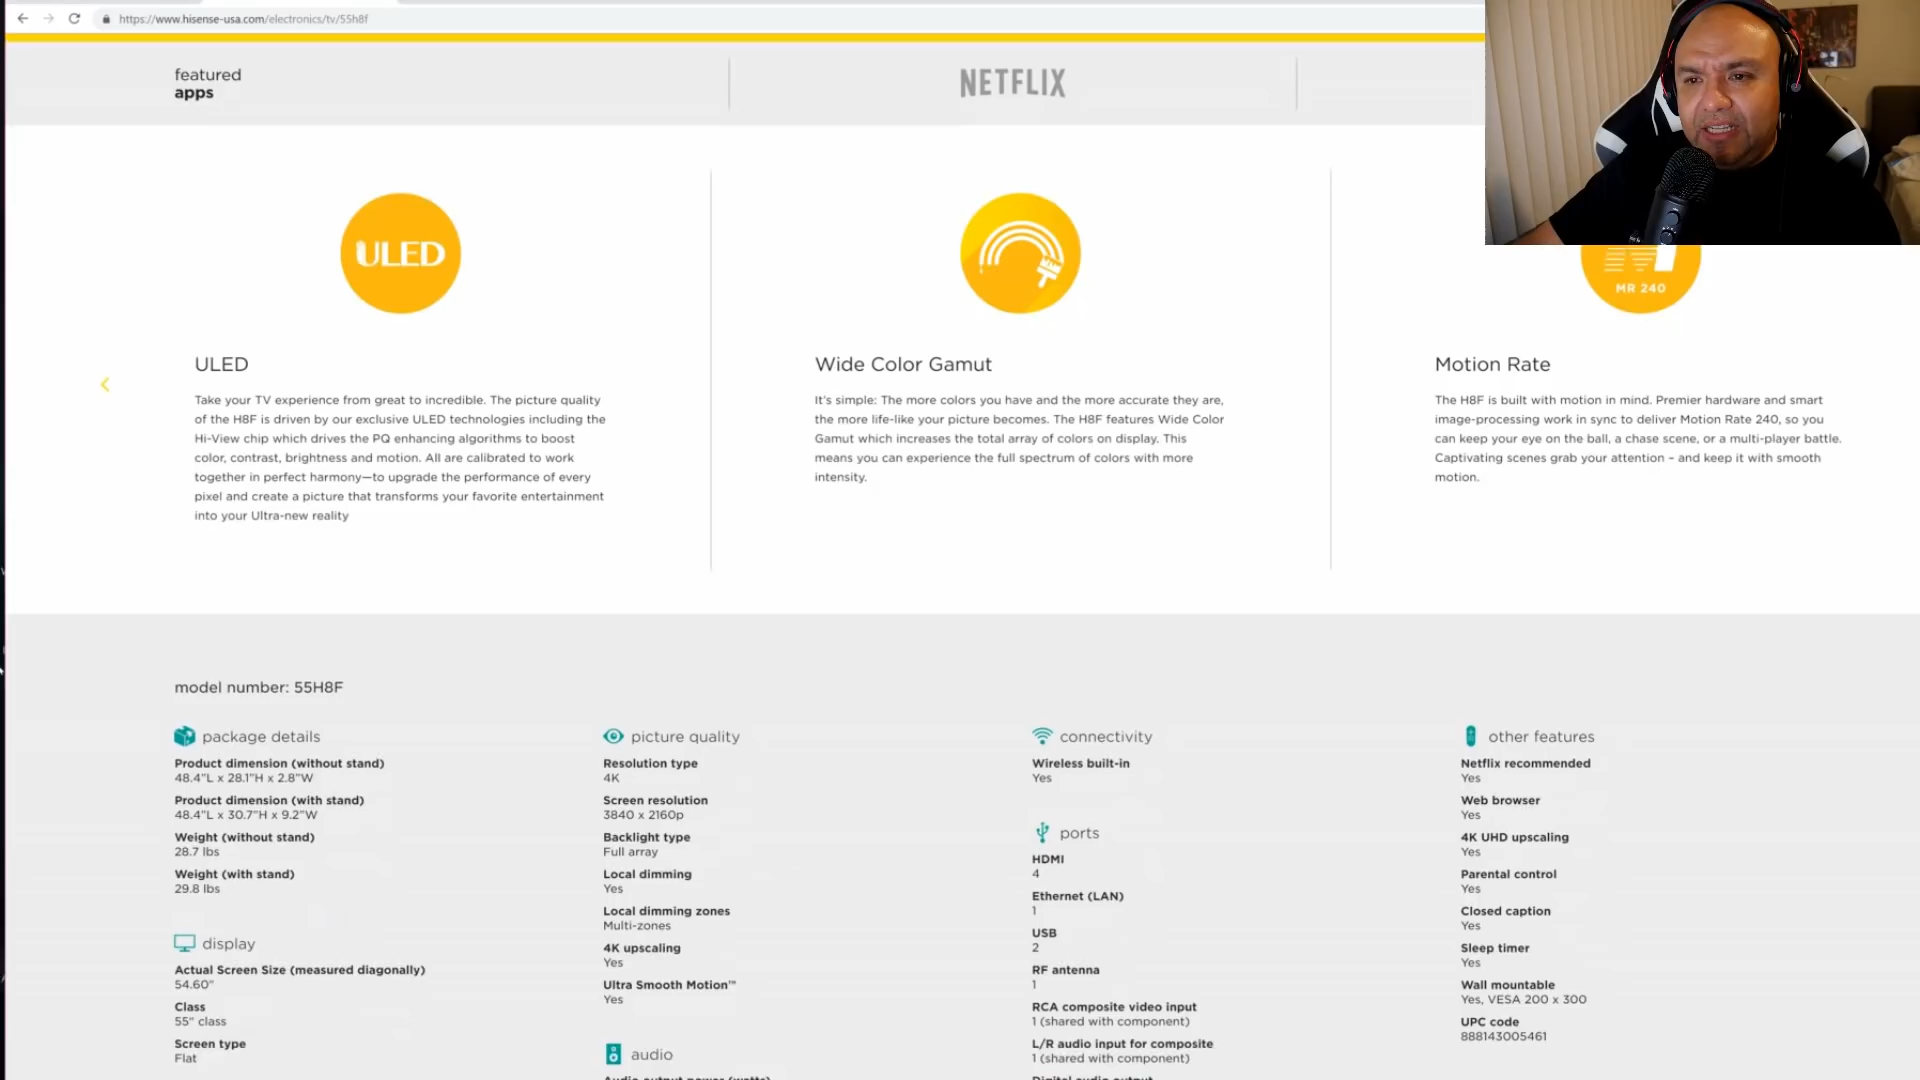 https://www.hisense-usa.com/electronics/tv/55h8f
featured
apps
NETFLIX
ULED
MR 240
ULED
Take your TV experience from great to incredible. The picture quality
of the H8F is driven by our exclusive ULED technologies including the
Hi-View chip which drives the PQ enhancing algorithms to boost
color, contrast, brightness and motion. All are calibrated to work
together in perfect harmony—to upgrade the performance of every
pixel and create a picture that transforms your favorite entertainment
into your Ultra-new reality
Wide Color Gamut
It's simple: The more colors you have and the more accurate they are,
the more life-like your picture becomes. The H8F features Wide Color
Gamut which increases the total array of colors on display. This
means you can experience the full spectrum of colors with more
intensity.
Motion Rate
The H8F is built with motion in mind. Premier hardware and smart
image-processing work in sync to deliver Motion Rate 240, so you
can keep your eye on the ball, a chase scene, or a multi-player battle.
Captivating scenes grab your attention – and keep it with smooth
motion.
model number: 55H8F
package details
Product dimension (without stand)
48.4"L x 28.1"H x 2.8"W
Product dimension (with stand)
48.4"L x 30.7"H x 9.2"W
Weight (without stand)
28.7 lbs
Weight (with stand)
29.8 lbs
display
Actual Screen Size (measured diagonally)
54.60"
Class
55" class
Screen type
Flat
picture quality
Resolution type
4K
Screen resolution
3840 x 2160p
Backlight type
Full array
Local dimming
Yes
Local dimming zones
Multi-zones
4K upscaling
Yes
Ultra Smooth Motion™
Yes
audio
Audio output power (watts)
connectivity
Wireless built-in
Yes
ports
HDMI
4
Ethernet (LAN)
1
USB
2
RF antenna
1
RCA composite video input
1 (shared with component)
L/R audio input for composite
1 (shared with component)
Digital audio output
other features
Netflix recommended
Yes
Web browser
Yes
4K UHD upscaling
Yes
Parental control
Yes
Closed caption
Yes
Sleep timer
Yes
Wall mountable
Yes, VESA 200 x 300
UPC code
888143005461